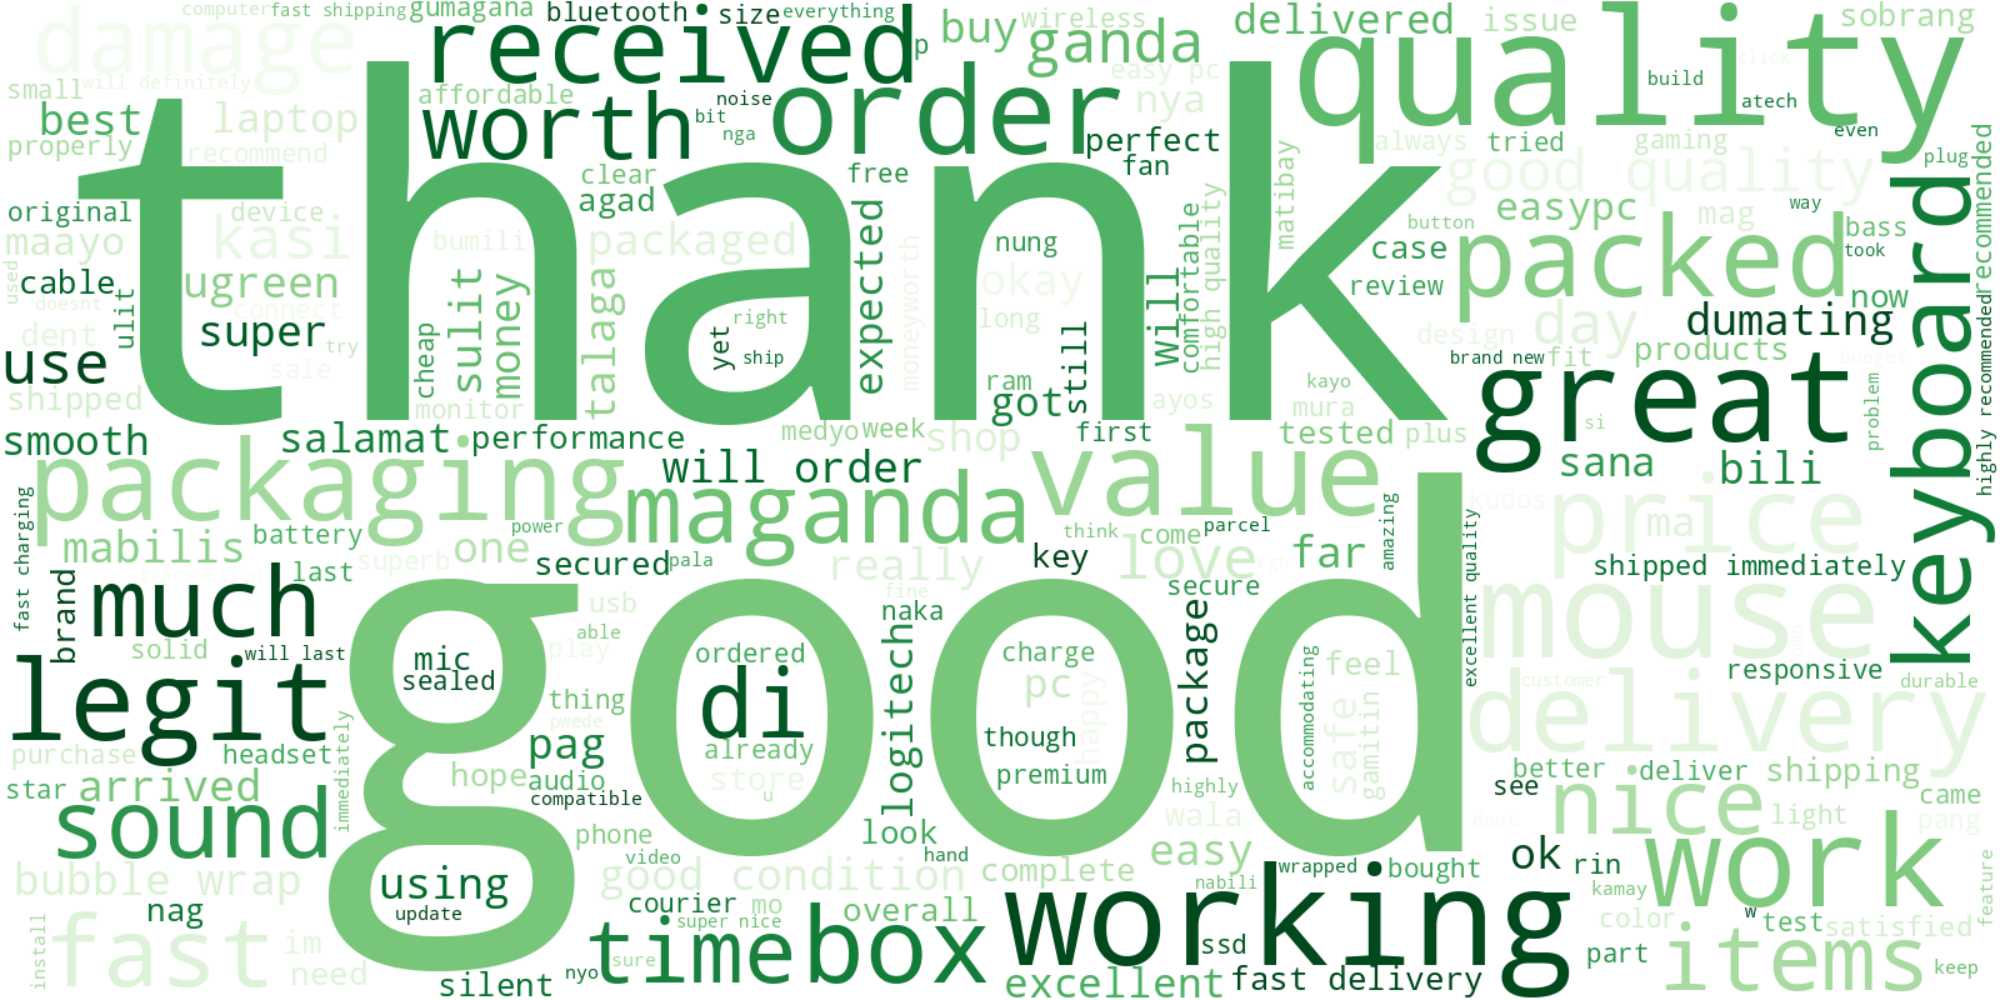 computer
fast shipping
gumagana
bluetooth
size
everything
damage
received
p
buy
wireless
ganda
delivered
issue
sobrang
quality
small
will definitely
affordable
worth
noise
bit
nga
order
easy pc
nya
perfect
fan
build
click
atech
even
best
laptop
properly
recommend
thank
clear
agad
free
matibay
always
tried
gaming
plug
good quality
recommended
keyboard
original
device
maayo
kasi
bumili
packaged
expected
moneyworth
nung
okay
comfortable
high quality
button
easypc
mag
way
case
packed
bass
took
used
cable
ugreen
doesnt
connect
ulit
dent
super
try
cheap
sulit
money
talaga
right
yet
ship
long
still
will
review
design
day
now
dumating
use
sale
shipped
monitor
ram
got
ayos
kayo
mura
brand new
fit
products
budget
great
problem
highly recommended
smooth
salamat
performance
medyo
week
shop
first
tested
plus
si
sana
bili
packaging
will order
maganda
value
kudos
price
ma
fast charging
mabilis
battery
power
one
superb
secured
pala
really
fine
think
come
parcel
key
love
rgb
far
amazing
excellent quality
shipped immediately
transaction
last
brand
much
usb
able
naka
secure
package
mouse
solid
will last
mic
sealed
play
ordered
di
already
logitech
charge
pc
happy
though
premium
accommodating
feel
safe
gamitin
responsive
customer
durable
legit
good
thing
pwede
pag
delivery
purchase
headset
immediately
star
arrived
hope
audio
compatible
store
u
highly
better
deliver
shipping
see
nice
light
came
pang
sound
phone
video
look
hand
wala
easy
dont
work
bubble wrap
using
update
good condition
complete
nabili
wrapped
bought
ok
rin
kamay
feature
nag
courier
mo
super nice
overall
working
color
w
test
satisfied
install
fast
im
need
silent
nyo
time
sure
box
ssd
excellent
fast delivery
part
items
keep